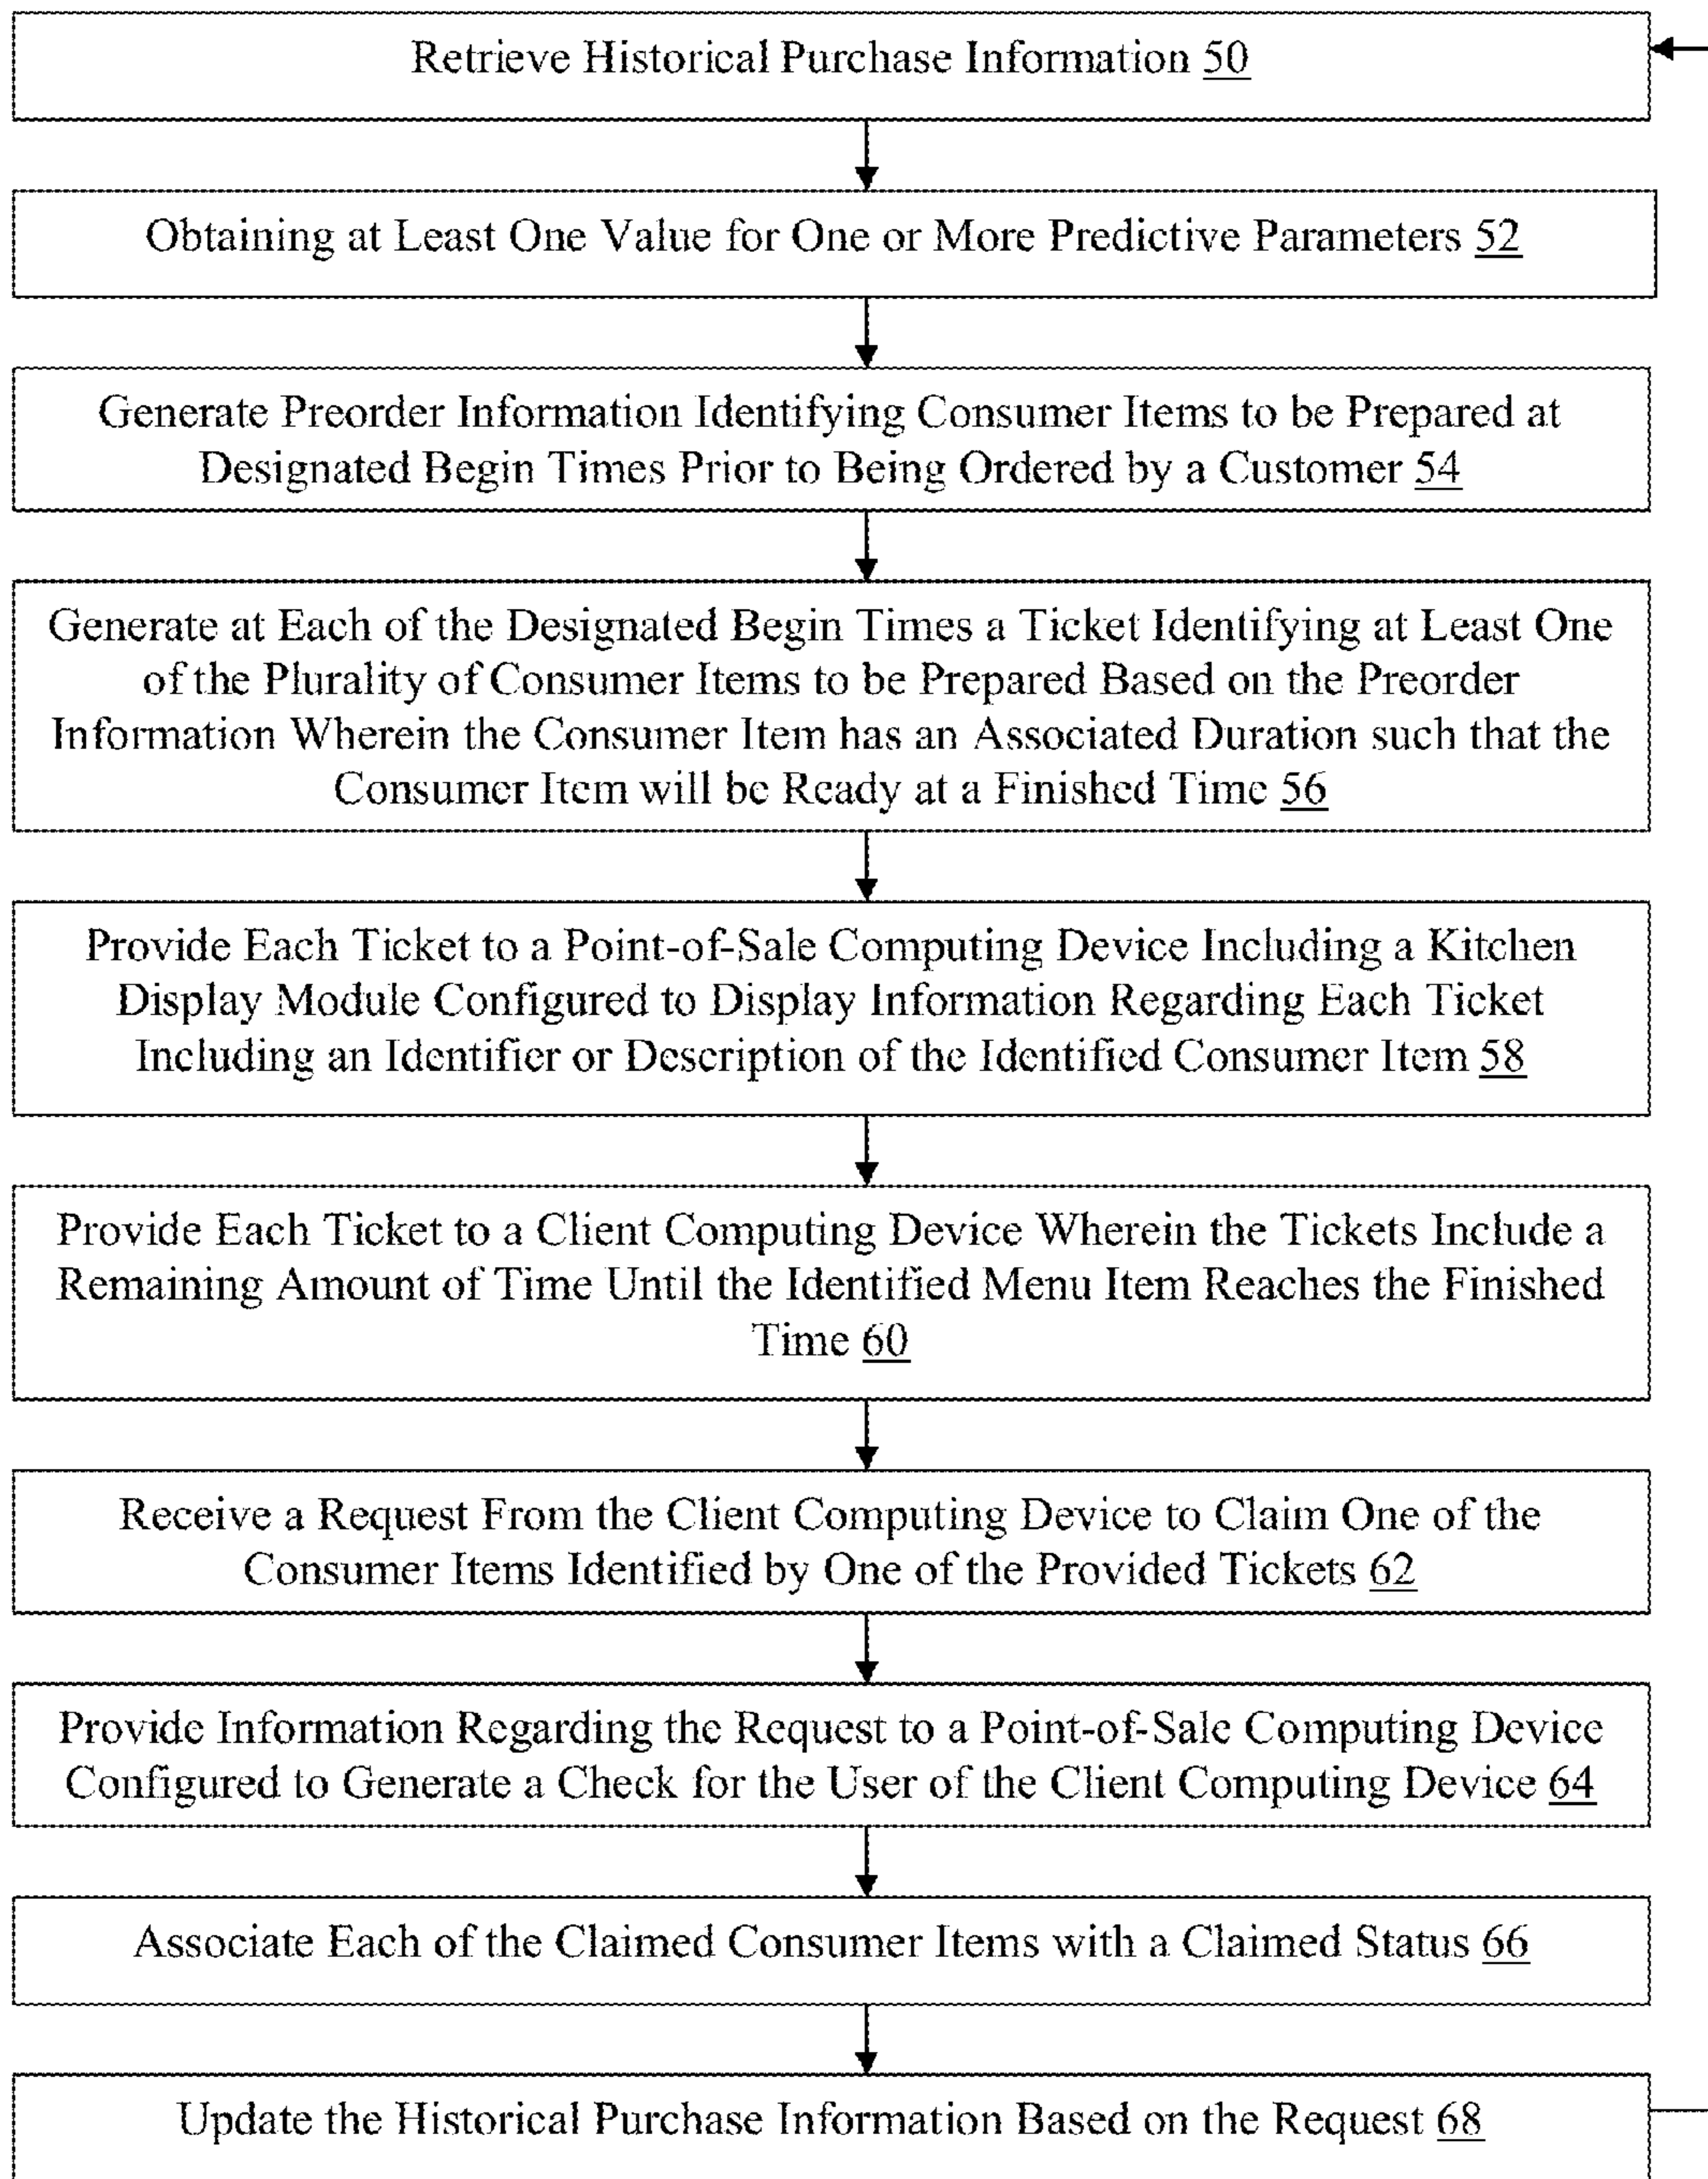 Retrieve Historical Purchase Information 50
Obtaining at Least One Value for One or More Predictive Parameters 52
Generate Preorder Information Identifying Consumer Items to be Prepared at
Designated Begin Times Prior to Being Ordered by a Customer 54
Generate at Each of the Designated Begin Times a Ticket Identifying at Least One
of the Plurality of Consumer Items to be Prepared Based on the Preorder
Information Wherein the Consumer Item has an Associated Duration such that the
Consumer Item will be Ready at a Finished Time 56
Provide Each Ticket to a Point-of-Sale Computing Device Including a Kitchen
Display Module Configured to Display Information Regarding Each Ticket
Including an Identifier or Description of the Identified Consumer Item 58
Provide Each Ticket to a Client Computing Device Wherein the Tickets Include a
Remaining Amount of Time Until the Identified Menu Item Reaches the Finished
Time 60
Receive a Request From the Client Computing Device to Claim One of the
Consumer Items Identified by One of the Provided Tickets 62
Provide Information Regarding the Request to a Point-of-Sale Computing Device
Configured to Generate a Check for the User of the Client Computing Device 64
Associate Each of the Claimed Consumer Items with a Claimed Status 66
Update the Historical Purchase Information Based on the Request 68